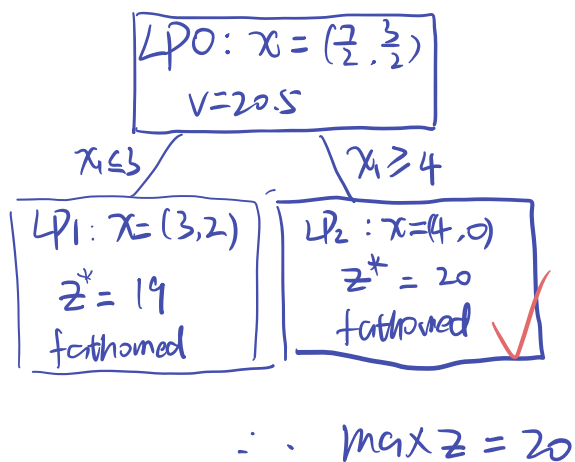 LP0: x = (7/2, 3/2)
V=20.5
x₁≤3
x₁≥4
LP1: x=(3,2)
z* = 19
fathomed
LP₂: x=(4,0)
z* = 20
fathomed
∴ max z = 20